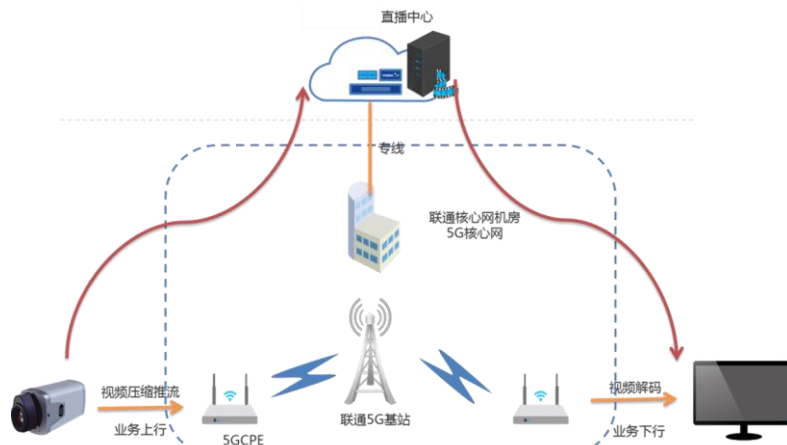 直播中心
专线
联通核心网机房
5G核心网
视频压缩推流
视频解码
联通5G基站
业务上行
业务下行
5GCPE